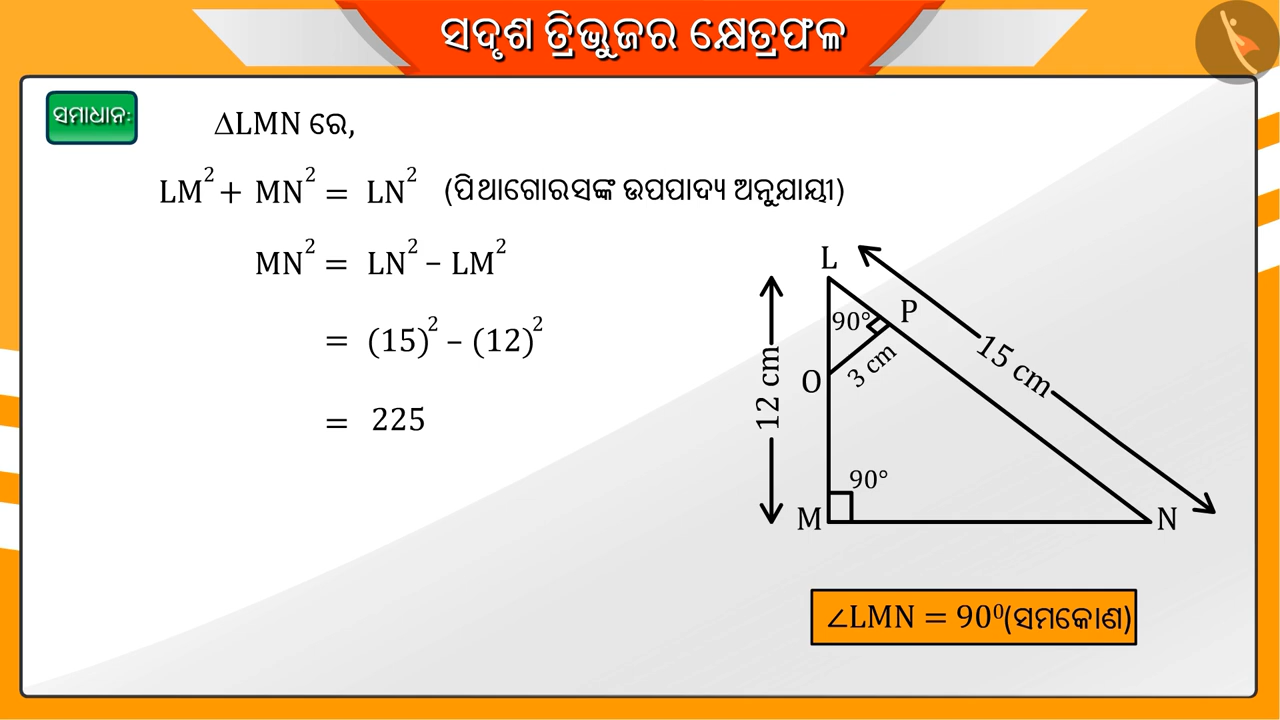 ସଦୃଶ ତ୍ରିଭୁଜର କ୍ଷେତ୍ରଫଳ
ସମାଧାନ:
ΔLMN ରେ,
LM² + MN² = LN² (ପିଥାଗୋରସଙ୍କ ଉପପାଦ୍ୟ ଅନୁଯାୟୀ)
MN² = LN² – LM²
= (15)² – (12)²
= 225
L
P
90°
3 cm
15 cm
12 cm
O
90°
M
N
∠LMN = 90⁰(ସମକୋଣ)